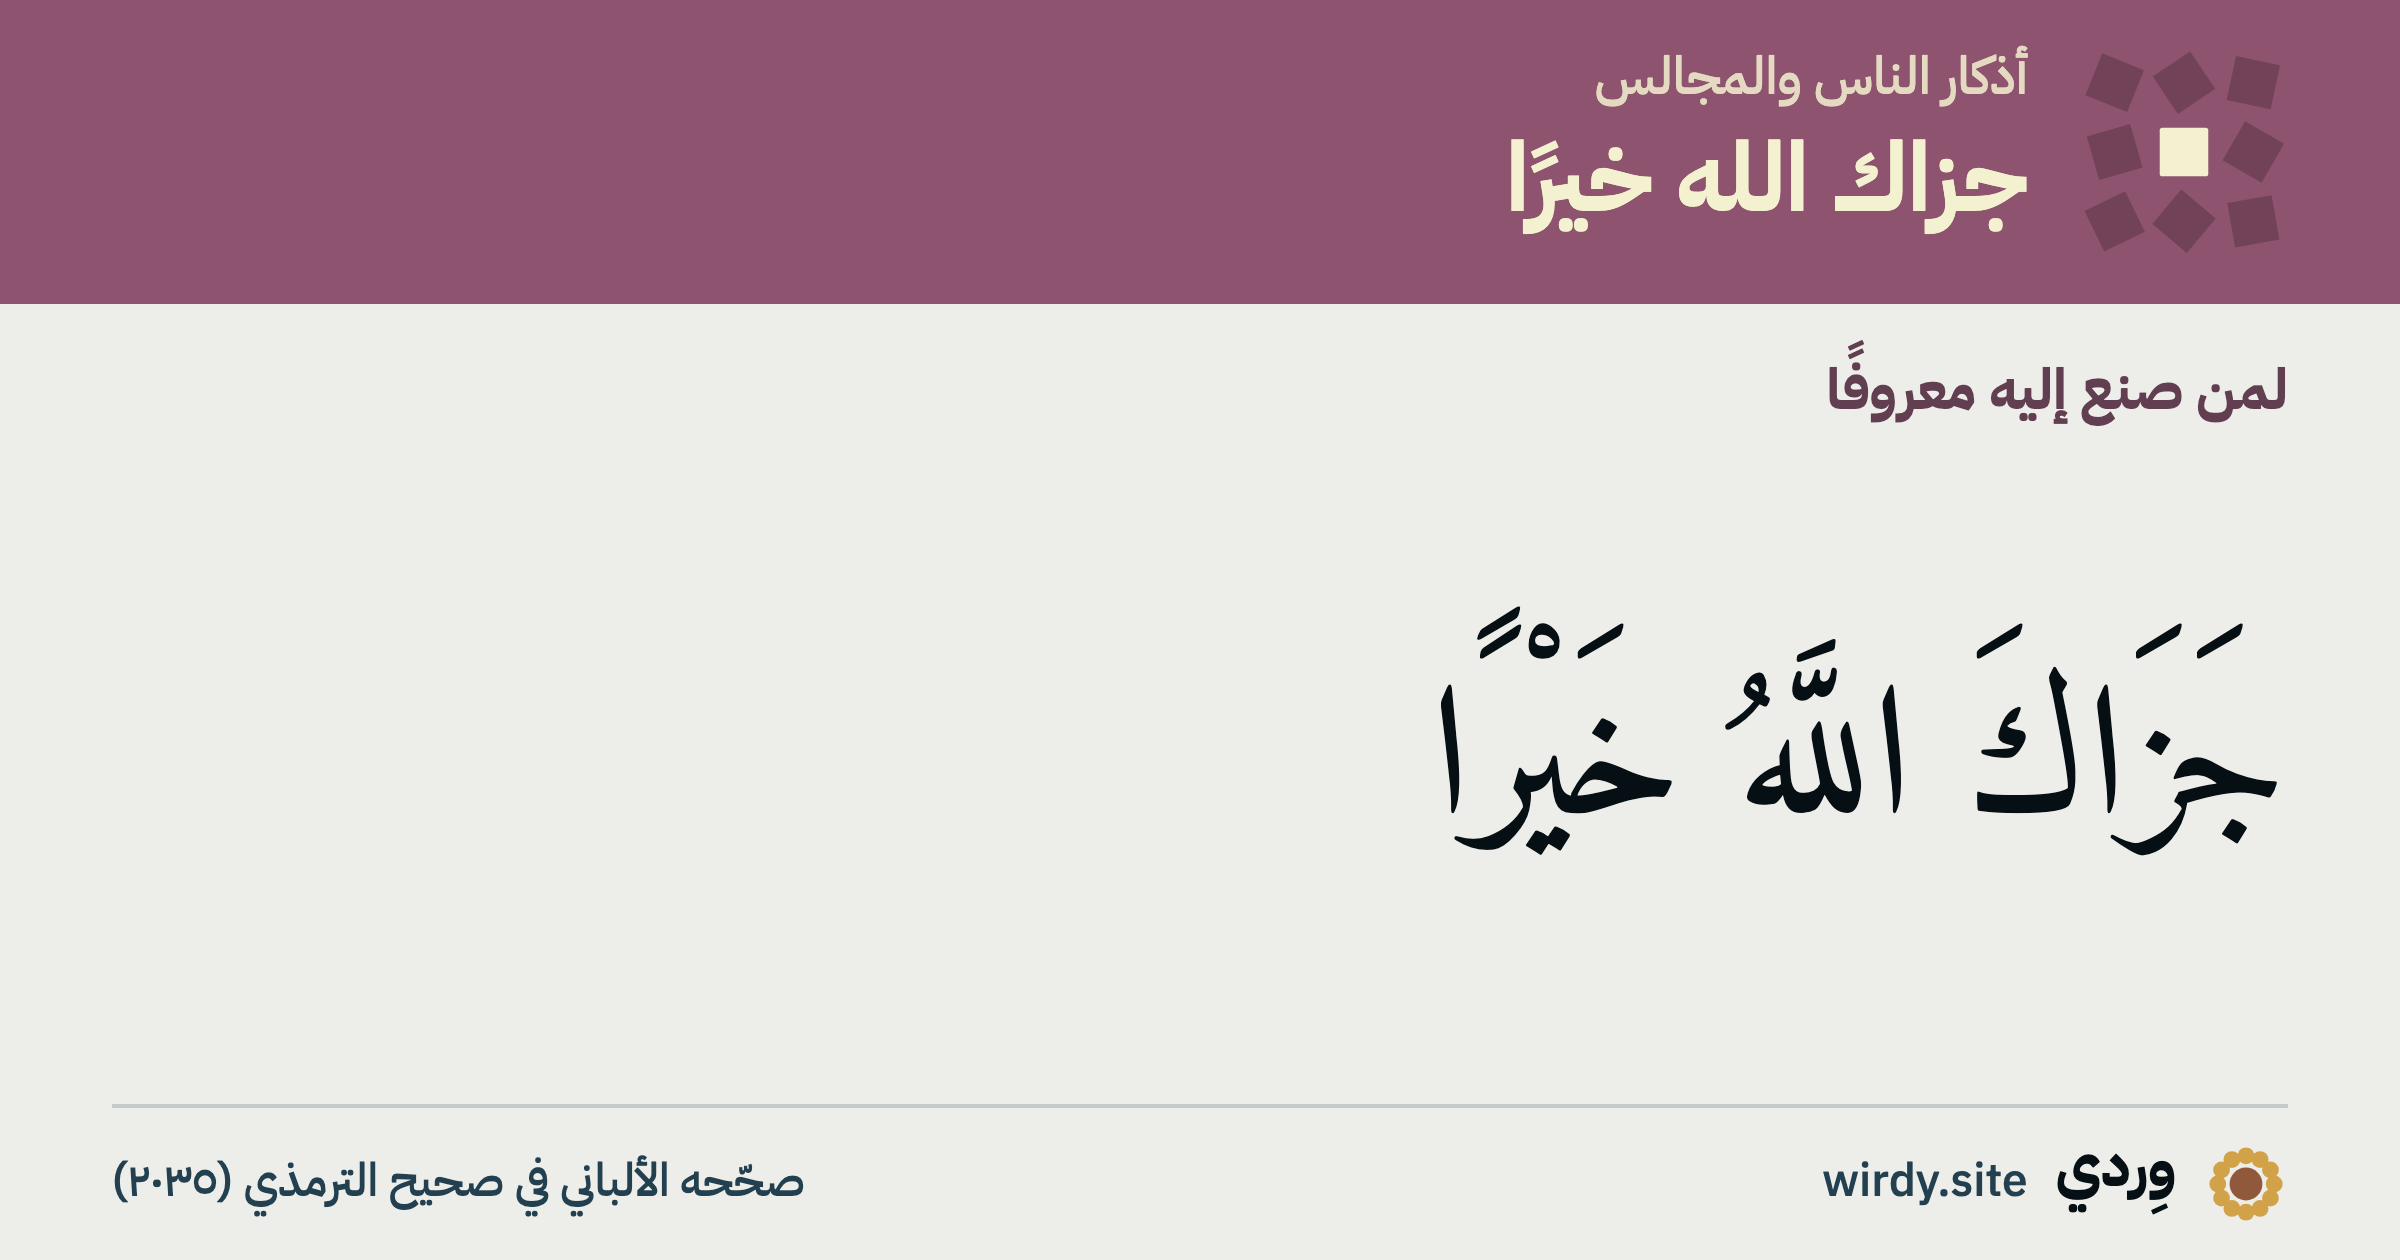 أذكار الناس والمجالس
جزاك الله خيرًا
لمن صنع إليه معروفًا
جَزَاكَ اللَّهُ خَيْرًا
وِردي wirdy.site
صحّحه الألباني في صحيح الترمذي (٢٠٣٥)